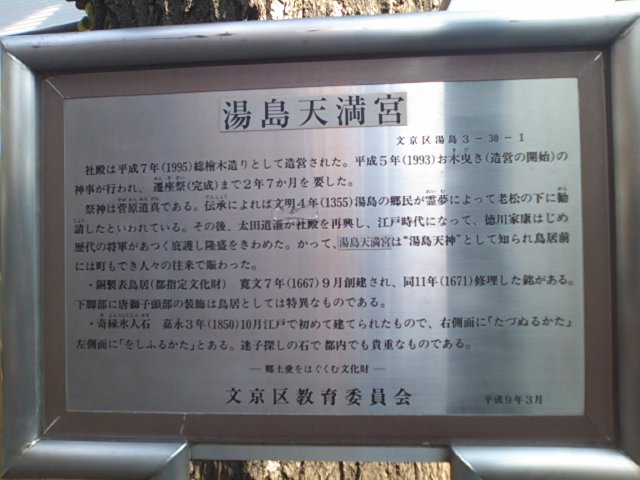 湯島天満宮
文京区湯島3-30-1
社殿は平成7年(1995)総檜木造りとして造営された。平成5年(1993)お木曳き(造営の開始)の
神事が行われ、遷座祭(完成)まで2年7か月を要した。
祭神は菅原道真である。伝承によれば文明4年(1355)湯島の郷民が霊夢によって老松の下に勧
請したといわれている。その後、太田道灌が社殿を再興し、江戸時代になって、徳川家康はじめ
歴代の将軍があつく庇護し隆盛をきわめた。かって、湯島天満宮は“湯島天神”として知られ鳥居前
には町もでき人々の往来で賑わった。
・銅製表鳥居(都指定文化財) 寛文7年(1667)9月創建され、同11年(1671)修理した銘がある。
下脚部に唐獅子頭部の装飾は鳥居としては特異なものである。
・奇縁氷人石 嘉永3年(1850)10月江戸で初めて建てられたもので、右側面に「たづぬるかた」
左側面に「をしふるかた」とある。迷子探しの石で都内でも貴重なものである。
―郷土愛をはぐくむ文化財―
文京区教育委員会
平成9年3月